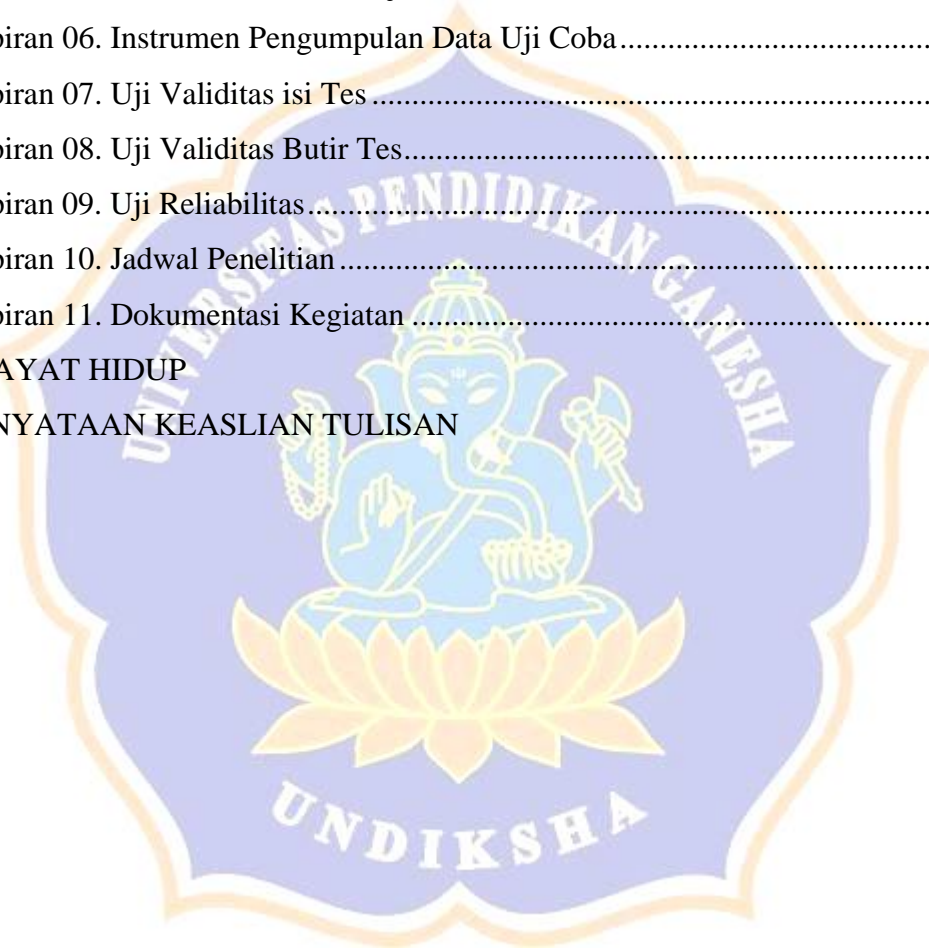 piran 06. Instrumen Pengumpulan Data Uji Coba.......................................
piran 07. Uji Validitas isi Tes.......................................................................
piran 08. Uji Validitas Butir Tes...................................................................
piran 09. Uji Reliabilitas...............................................................................
piran 10. Jadwal Penelitian...........................................................................
piran 11. Dokumentasi Kegiatan..................................................................
AYAT HIDUP
NYATAAN KEASLIAN TULISAN
UNIVERSITAS PENDIDIKAN GANESHA
UNDIKSHA